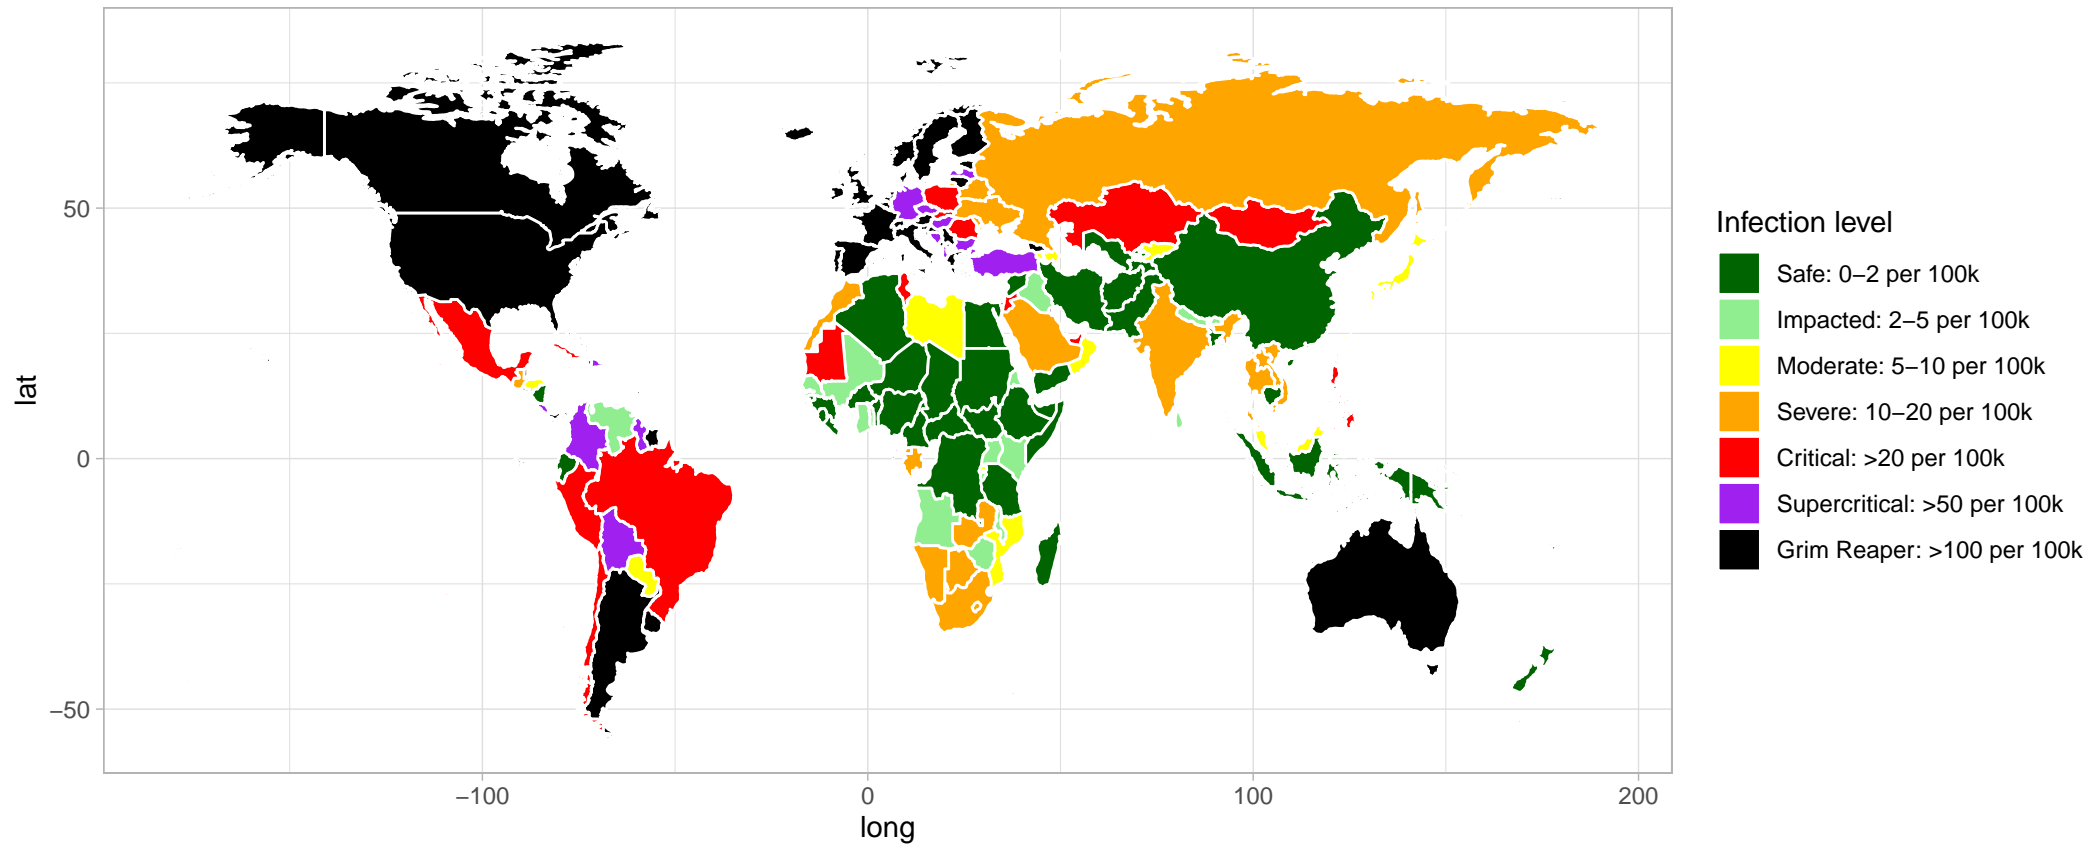 50
0
−50
lat
−100
0
100
200
long
Infection level
Safe: 0−2 per 100k
Impacted: 2−5 per 100k
Moderate: 5−10 per 100k
Severe: 10−20 per 100k
Critical: >20 per 100k
Supercritical: >50 per 100k
Grim Reaper: >100 per 100k